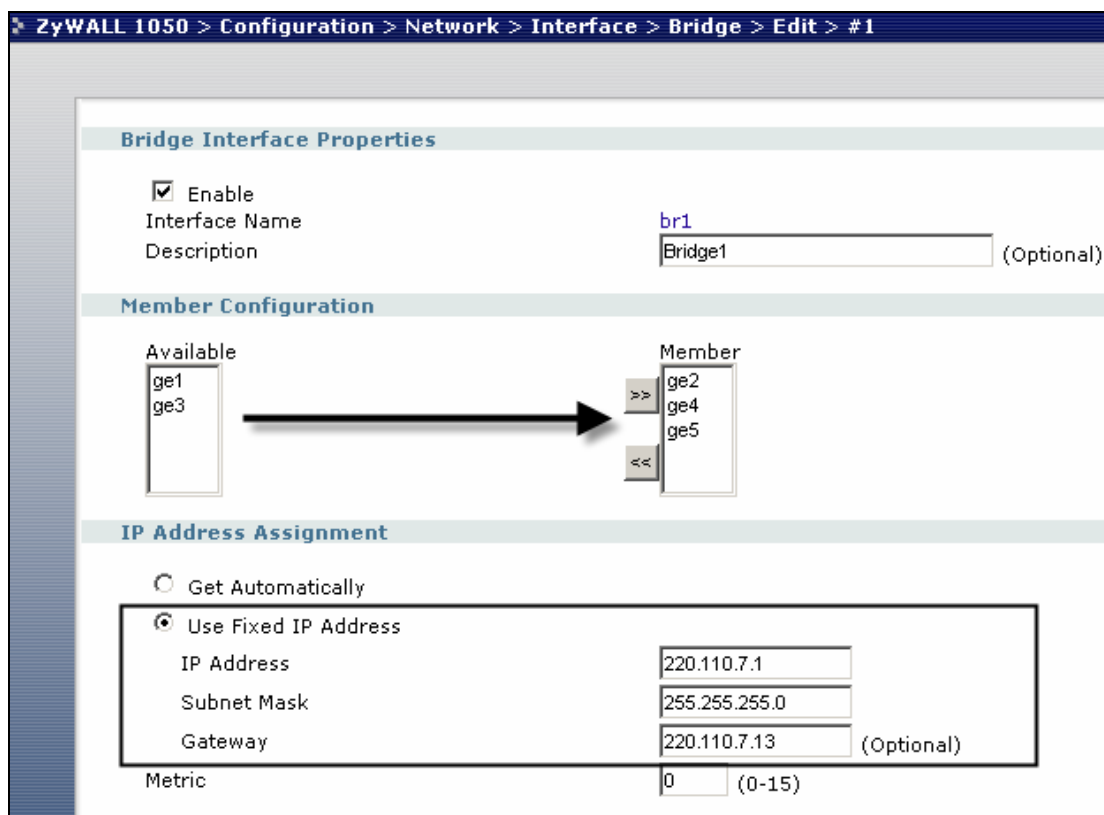 ZyWALL 1050 > Configuration > Network > Interface > Bridge > Edit > #1
Bridge Interface Properties
Enable
Interface Name br1
Description Bridge1 (Optional)
Member Configuration
Available Member
ge1 >> ge2
ge3 ge4
ge5
<<
IP Address Assignment
Get Automatically
Use Fixed IP Address
IP Address 220.110.7.1
Subnet Mask 255.255.255.0
Gateway 220.110.7.13 (Optional)
Metric 0 (0-15)